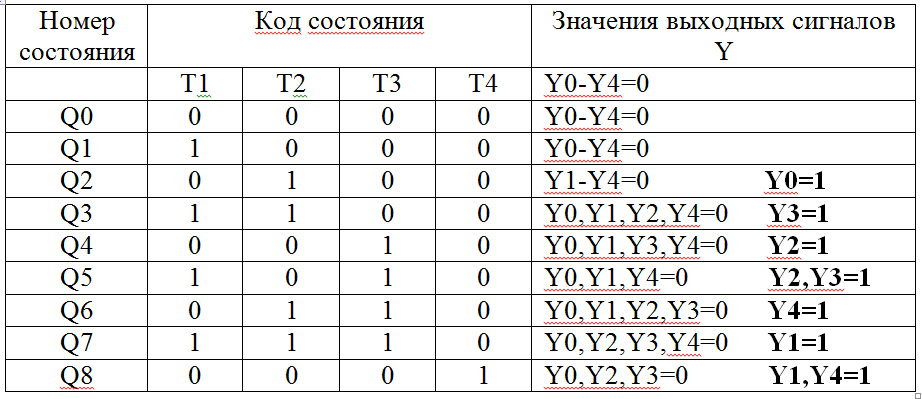 Номер состояния Код состояния Значения выходных сигналов Y
T1 T2 T3 T4 Y0-Y4=0
Q0 0 0 0 0 Y0-Y4=0
Q1 1 0 0 0 Y0-Y4=0
Q2 0 1 0 0 Y1-Y4=0 Y0=1
Q3 1 1 0 0 Y0,Y1,Y2,Y4=0 Y3=1
Q4 0 0 1 0 Y0,Y1,Y3,Y4=0 Y2=1
Q5 1 0 1 0 Y0,Y1,Y4=0 Y2,Y3=1
Q6 0 1 1 0 Y0,Y1,Y2,Y3=0 Y4=1
Q7 1 1 1 0 Y0,Y2,Y3,Y4=0 Y1=1
Q8 0 0 0 1 Y0,Y2,Y3=0 Y1,Y4=1